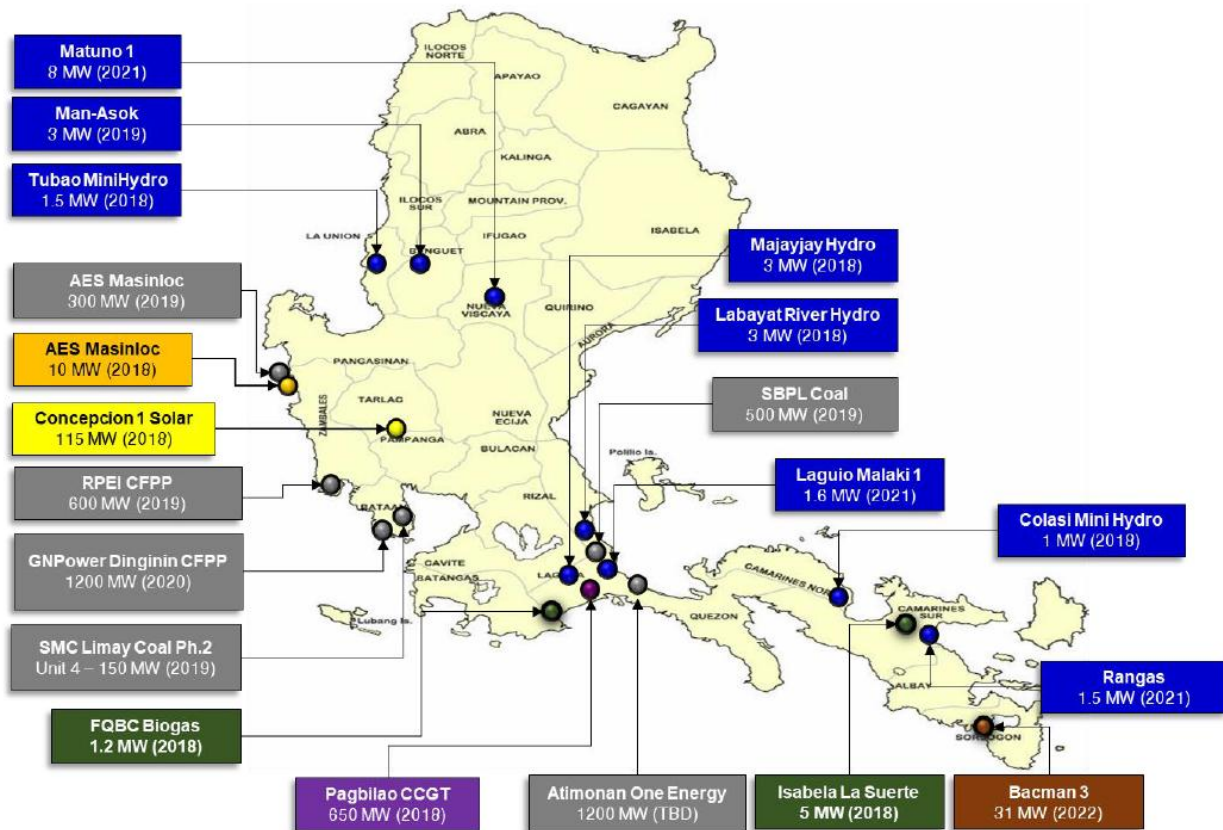 Matuno 1
8 MW (2021)
Man-Asok
3 MW (2019)
Tubao MiniHydro
1.5 MW (2018)
AES Masinloc
300 MW (2019)
AES Masinloc
10 MW (2018)
Concepcion 1 Solar
115 MW (2018)
RPEI CFPP
600 MW (2019)
GNPower Dinginin CFPP
1200 MW (2020)
SMC Limay Coal Ph.2
Unit 4 – 150 MW (2019)
FQBC Biogas
1.2 MW (2018)
Pagbilao CCGT
650 MW (2018)
Atimonan One Energy
1200 MW (TBD)
Isabela La Suerte
5 MW (2018)
Bacman 3
31 MW (2022)
Majayjay Hydro
3 MW (2018)
Labayat River Hydro
3 MW (2018)
SBPL Coal
500 MW (2019)
Laguio Malaki 1
1.6 MW (2021)
Colasi Mini Hydro
1 MW (2018)
Rangas
1.5 MW (2021)
ILOCOS
NORTE
APAYAO
CAGAYAN
ABRA
KALINGA
ILOCOS
SUR
MOUNTAIN PROV.
IFUGAO
ISABELA
LA UNION
NUEVA
VISCAYA
QUIRINO
AURORA
PANGASINAN
ZAMBALES
TARLAC
NUEVA
ECIJA
PAMPANGA
BULACAN
Polilio Is.
RIZAL
CAVITE
BATANGAS
Lubang Is.
QUEZON
CAMARINES
SUR
ALBAY